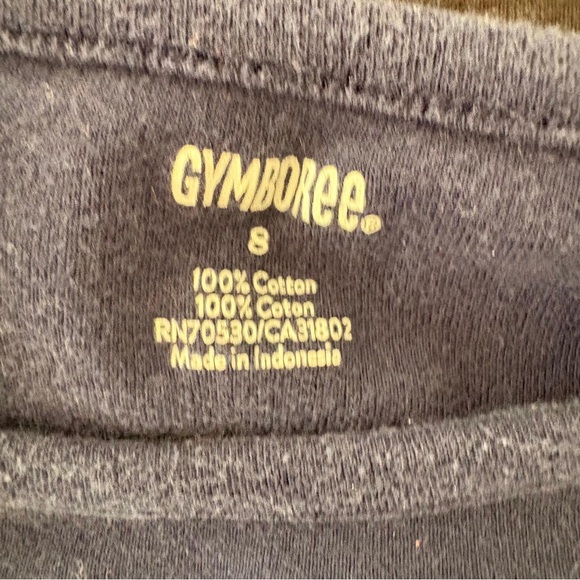 GYMBOREE®
8
100% Cotton
100% Coton
RN70530/CA31802
Made in Indonesia